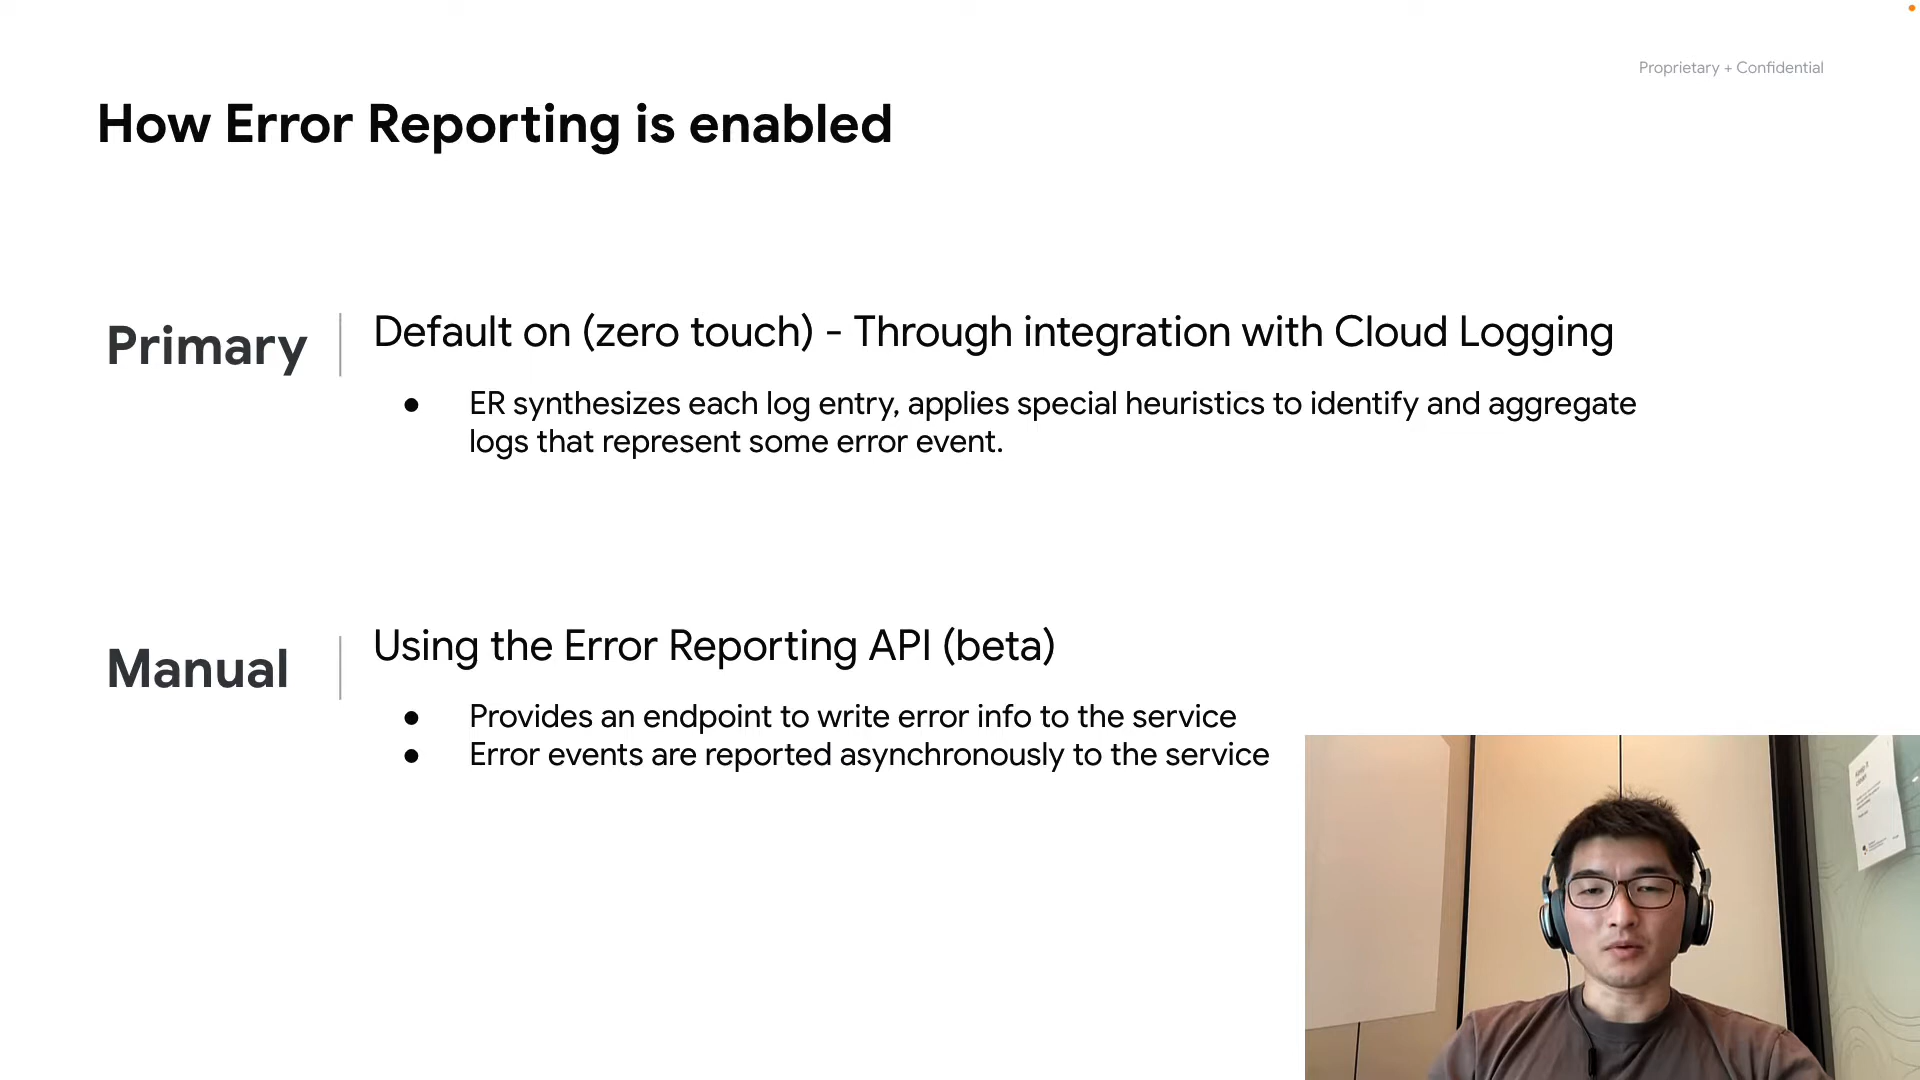 Proprietary + Confidential
How Error Reporting is enabled
Primary
Default on (zero touch) - Through integration with Cloud Logging
● ER synthesizes each log entry, applies special heuristics to identify and aggregate
logs that represent some error event.
Manual
Using the Error Reporting API (beta)
● Provides an endpoint to write error info to the service
● Error events are reported asynchronously to the service